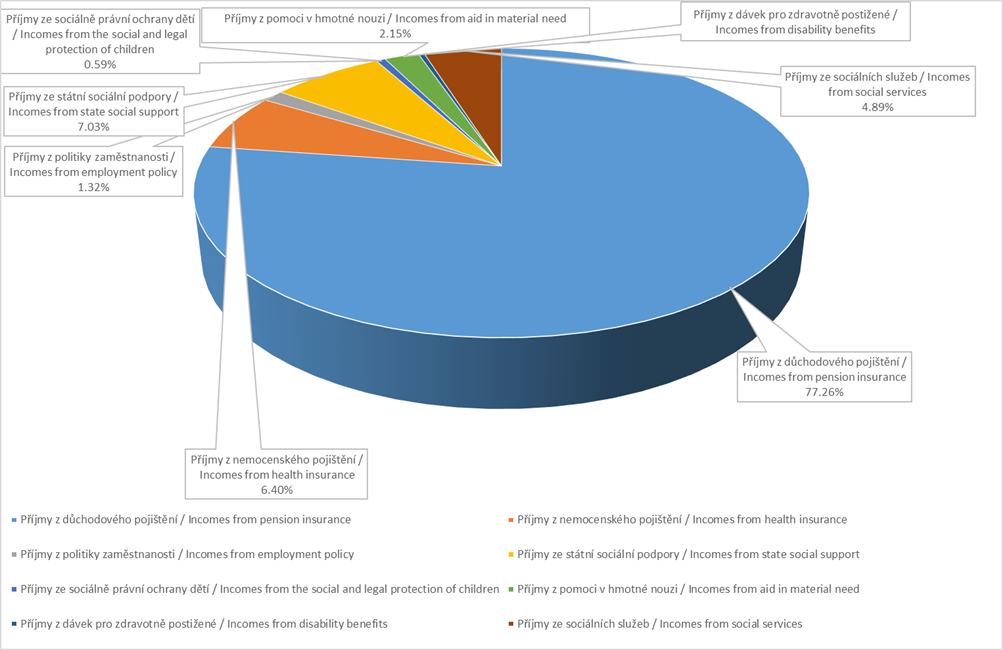 Příjmy ze sociálně právní ochrany dětí
/ Incomes from the social and legal
protection of children
0.59%
Příjmy z pomoci v hmotné nouzi / Incomes from aid in material need
2.15%
Příjmy z dávek pro zdravotně postižené /
Incomes from disability benefits
Příjmy ze sociálních služeb / Incomes
from social services
4.89%
Příjmy ze státní sociální podpory /
Incomes from state social support
7.03%
Příjmy z politiky zaměstnanosti /
Incomes from employment policy
1.32%
Příjmy z důchodového pojištění /
Incomes from pension insurance
77.26%
Příjmy z nemocenského pojištění /
Incomes from health insurance
6.40%
Příjmy z důchodového pojištění / Incomes from pension insurance
Příjmy z nemocenského pojištění / Incomes from health insurance
Příjmy z politiky zaměstnanosti / Incomes from employment policy
Příjmy ze státní sociální podpory / Incomes from state social support
Příjmy ze sociálně právní ochrany dětí / Incomes from the social and legal protection of children
Příjmy z pomoci v hmotné nouzi / Incomes from aid in material need
Příjmy z dávek pro zdravotně postižené / Incomes from disability benefits
Příjmy ze sociálních služeb / Incomes from social services